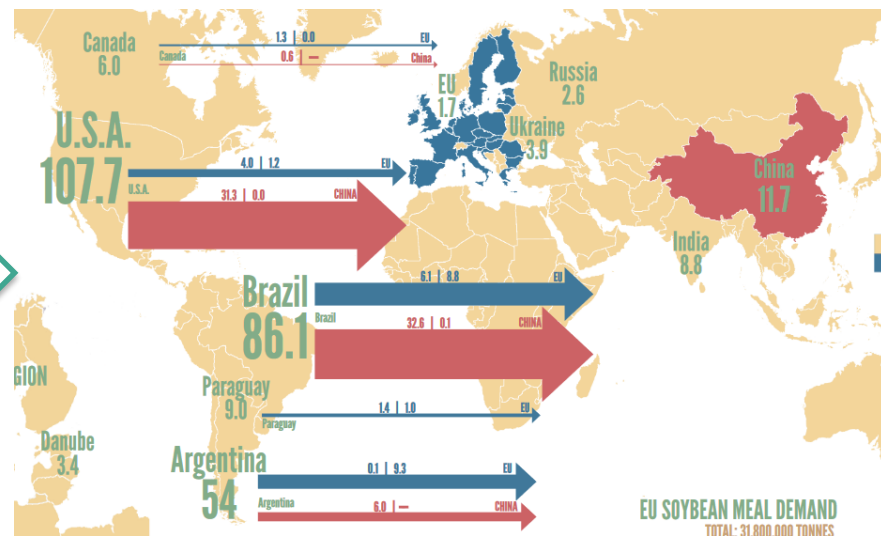 Canada
6.0
1.3 | 0.0 EU
Canada 0.6 | — China
EU
1.7
Russia
2.6
Ukraine
3.9
U.S.A.
107.7
4.0 | 1.2 EU
U.S.A.
31.3 | 0.0 CHINA
China
11.7
India
8.8
Brazil
86.1
6.1 | 8.8 EU
Brazil
32.6 | 0.1 CHINA
GION
Paraguay
9.0
1.4 | 1.0 EU
Paraguay
Danube
3.4
Argentina
54
0.1 | 9.3 EU
Argentina 6.0 | — CHINA
EU SOYBEAN MEAL DEMAND
TOTAL: 31.800.000 TONNES